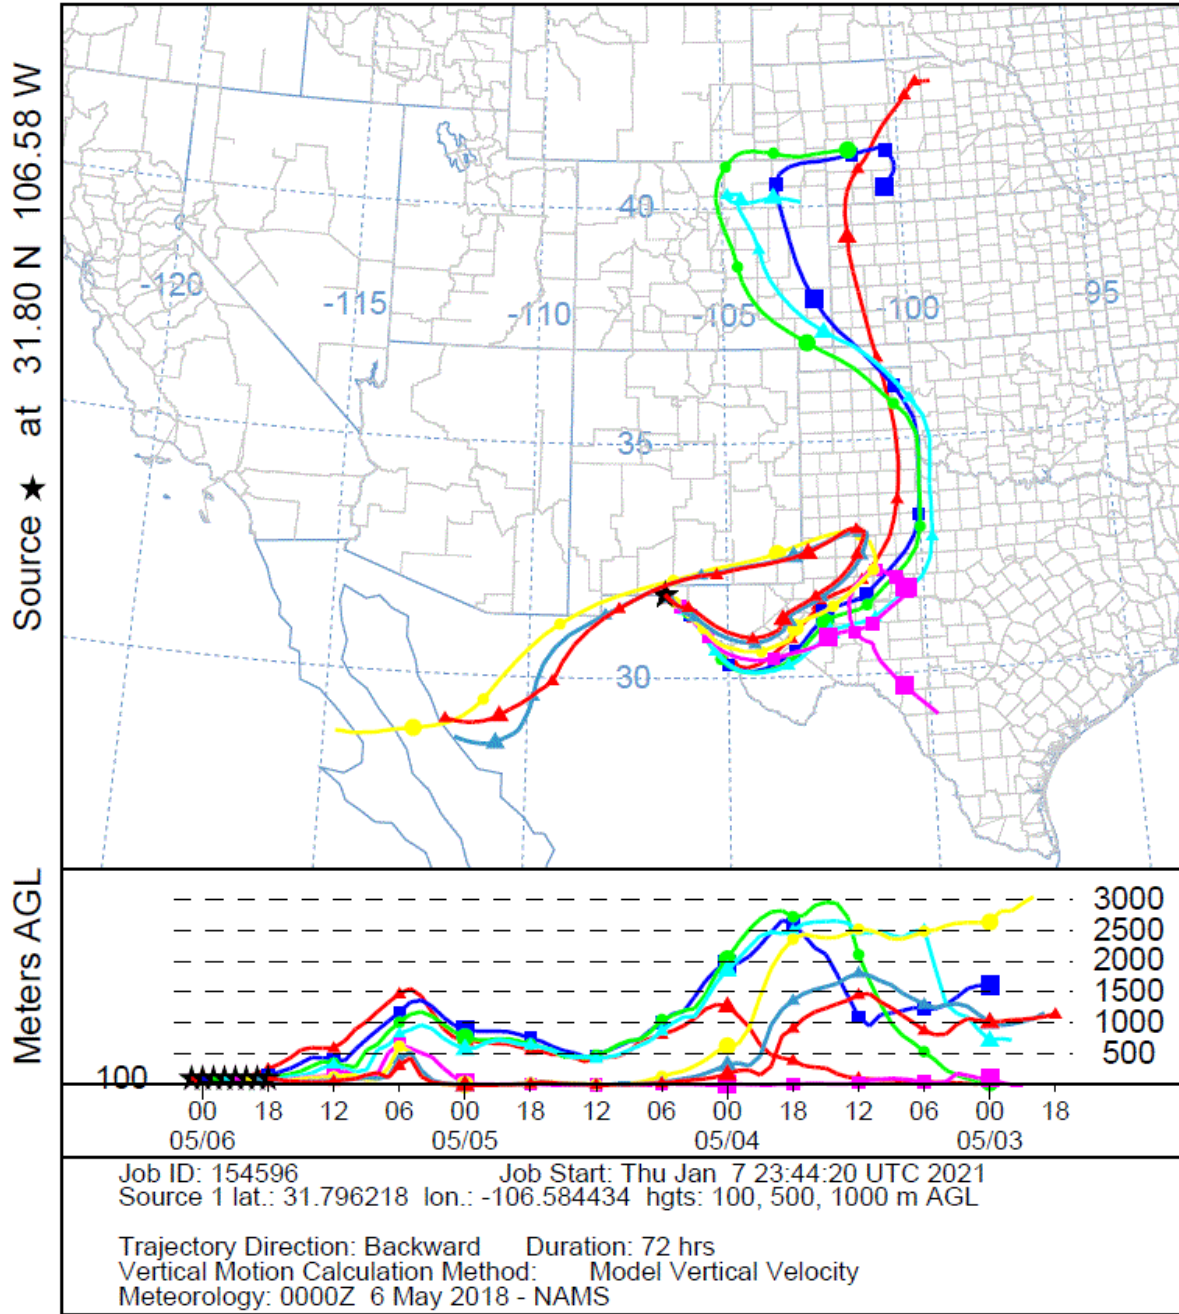 Source ★ at 31.80 N 106.58 W
-120
-115
-110
-105
-100
-95
40
35
30
Meters AGL
3000
2500
2000
1500
1000
500
100
00 18 12 06 00 18 12 06 00 18 12 06 00 18
05/06 05/05 05/04 05/03
Job ID: 154596 Job Start: Thu Jan 7 23:44:20 UTC 2021
Source 1 lat.: 31.796218 lon.: -106.584434 hgts: 100, 500, 1000 m AGL
Trajectory Direction: Backward Duration: 72 hrs
Vertical Motion Calculation Method: Model Vertical Velocity
Meteorology: 0000Z 6 May 2018 - NAMS